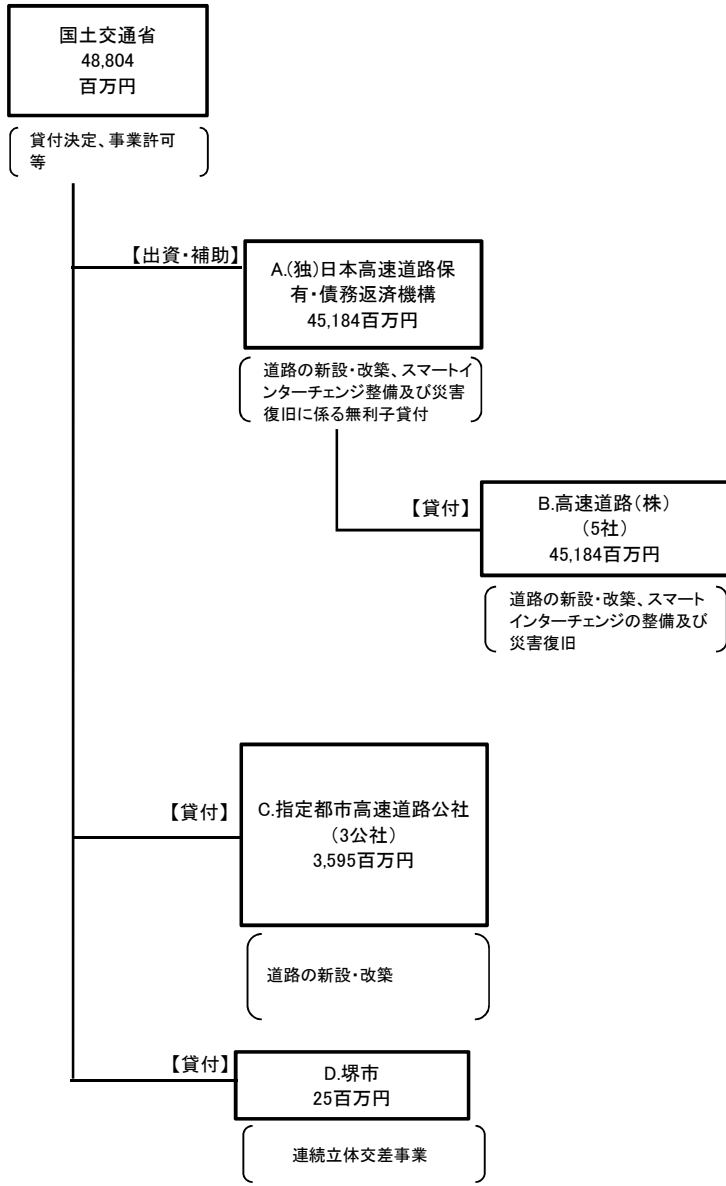 国土交通省
48,804
百万円
貸付決定、事業許可
等
【出資・補助】
A.(独)日本高速道路保
有・債務返済機構
45,184百万円
道路の新設・改築、スマートイ
ンターチェンジ整備及び災害
復旧に係る無利子貸付
【貸付】
B.高速道路(株)
(5社)
45,184百万円
道路の新設・改築、スマート
インターチェンジの整備及び
災害復旧
【貸付】
C.指定都市高速道路公社
(3公社)
3,595百万円
道路の新設・改築
【貸付】
D.堺市
25百万円
連続立体交差事業